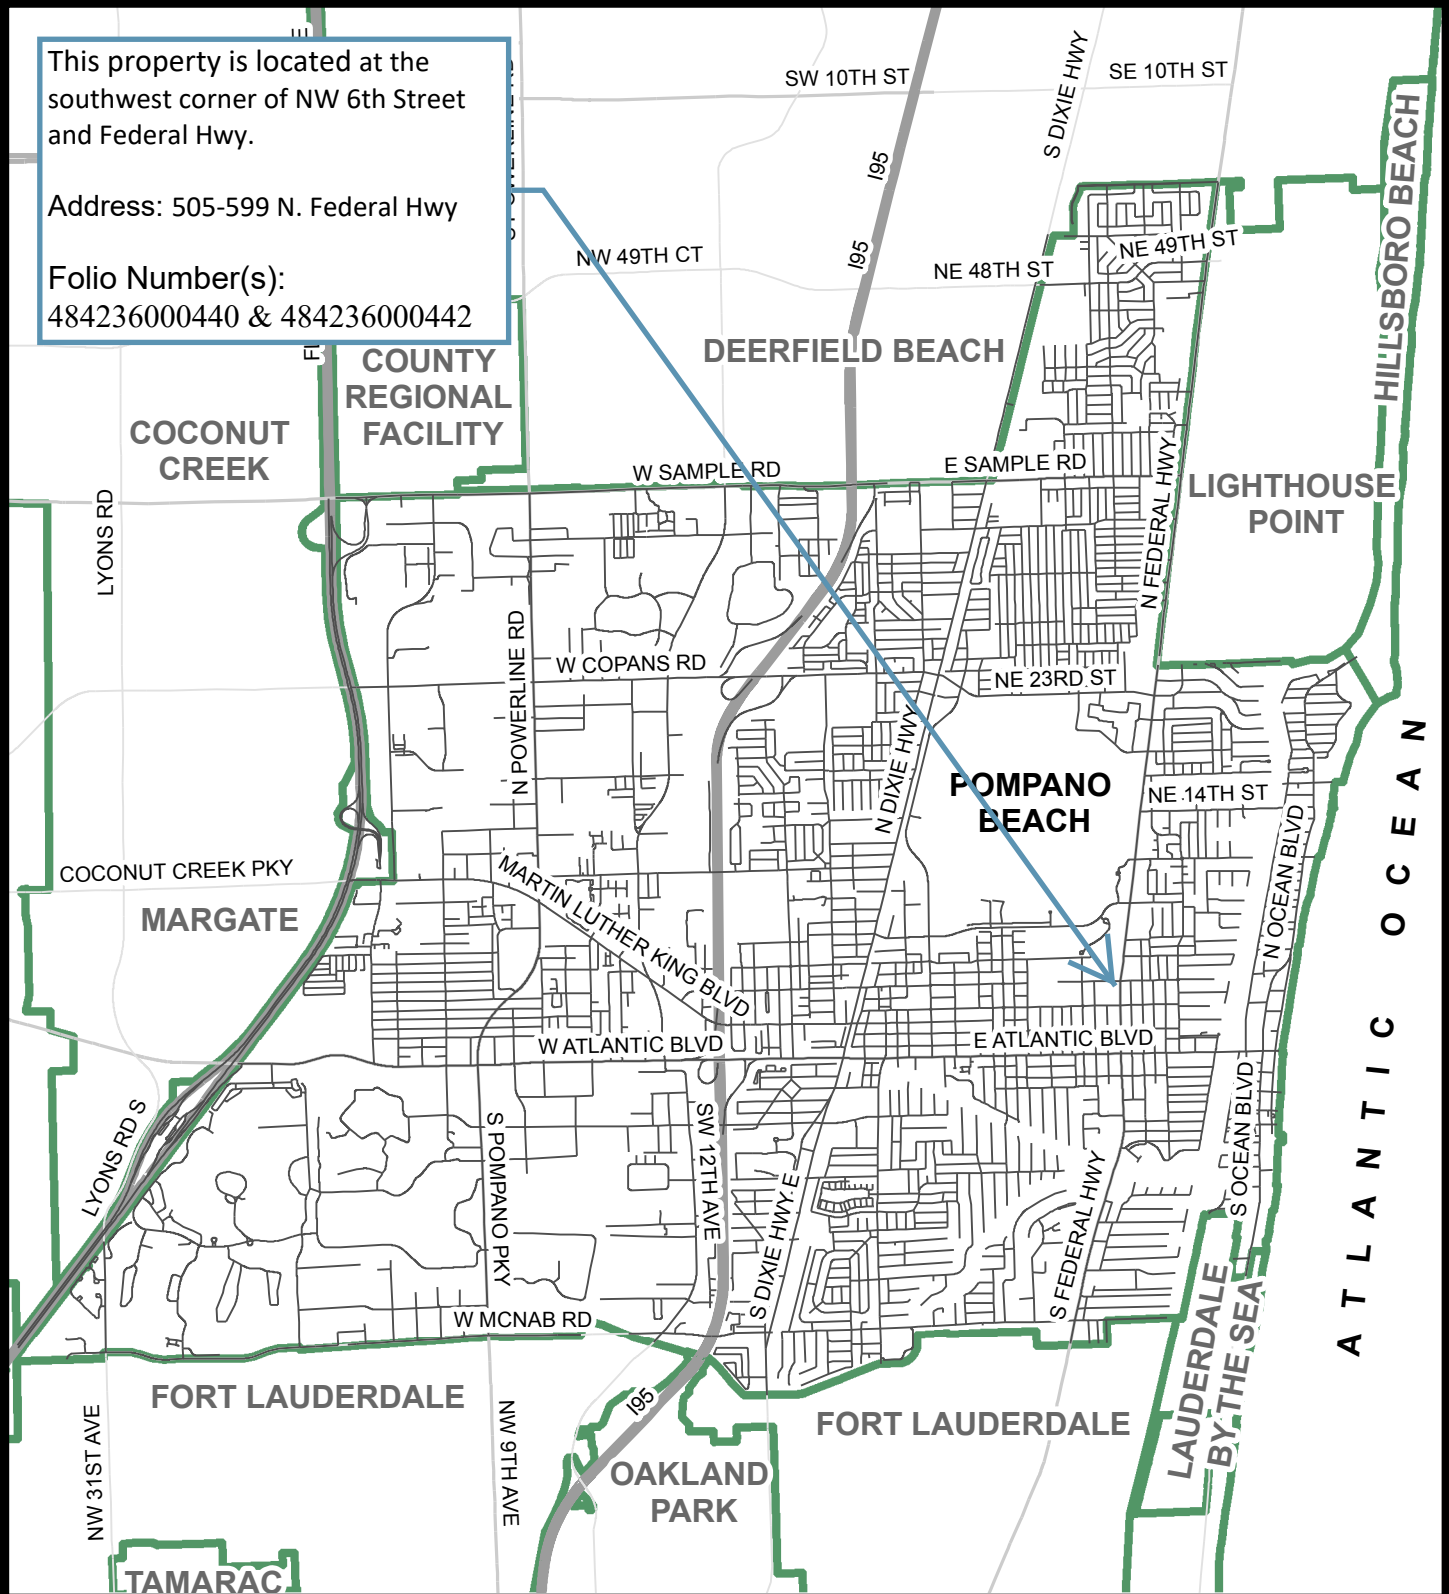 This property is located at the
southwest corner of NW 6th Street
and Federal Hwy.
Address: 505-599 N. Federal Hwy
Folio Number(s):
484236000440 & 484236000442
SW 10TH ST
SE 10TH ST
S DIXIE HWY
I95
HILLSBORO BEACH
NW 49TH CT
I95
NE 48TH ST
NE 49TH ST
COUNTY
REGIONAL
FACILITY
DEERFIELD BEACH
COCONUT
CREEK
W SAMPLE RD
E SAMPLE RD
LIGHTHOUSE
POINT
LYONS RD
N FEDERAL HWY
N POWERLINE RD
W COPANS RD
NE 23RD ST
N DIXIE HWY
POMPANO
BEACH
NE 14TH ST
ATLANTIC OCEAN
COCONUT CREEK PKY
MARTIN LUTHER KING BLVD
N OCEAN BLVD
MARGATE
W ATLANTIC BLVD
E ATLANTIC BLVD
LYONS RD S
S POMPANO PKY
SW 12TH AVE
S DIXIE HWY E
S FEDERAL HWY
S OCEAN BLVD
W MCNAB RD
LAUDERDALE
BY THE SEA
FORT LAUDERDALE
I95
FORT LAUDERDALE
NW 31ST AVE
NW 9TH AVE
OAKLAND
PARK
TAMARAC